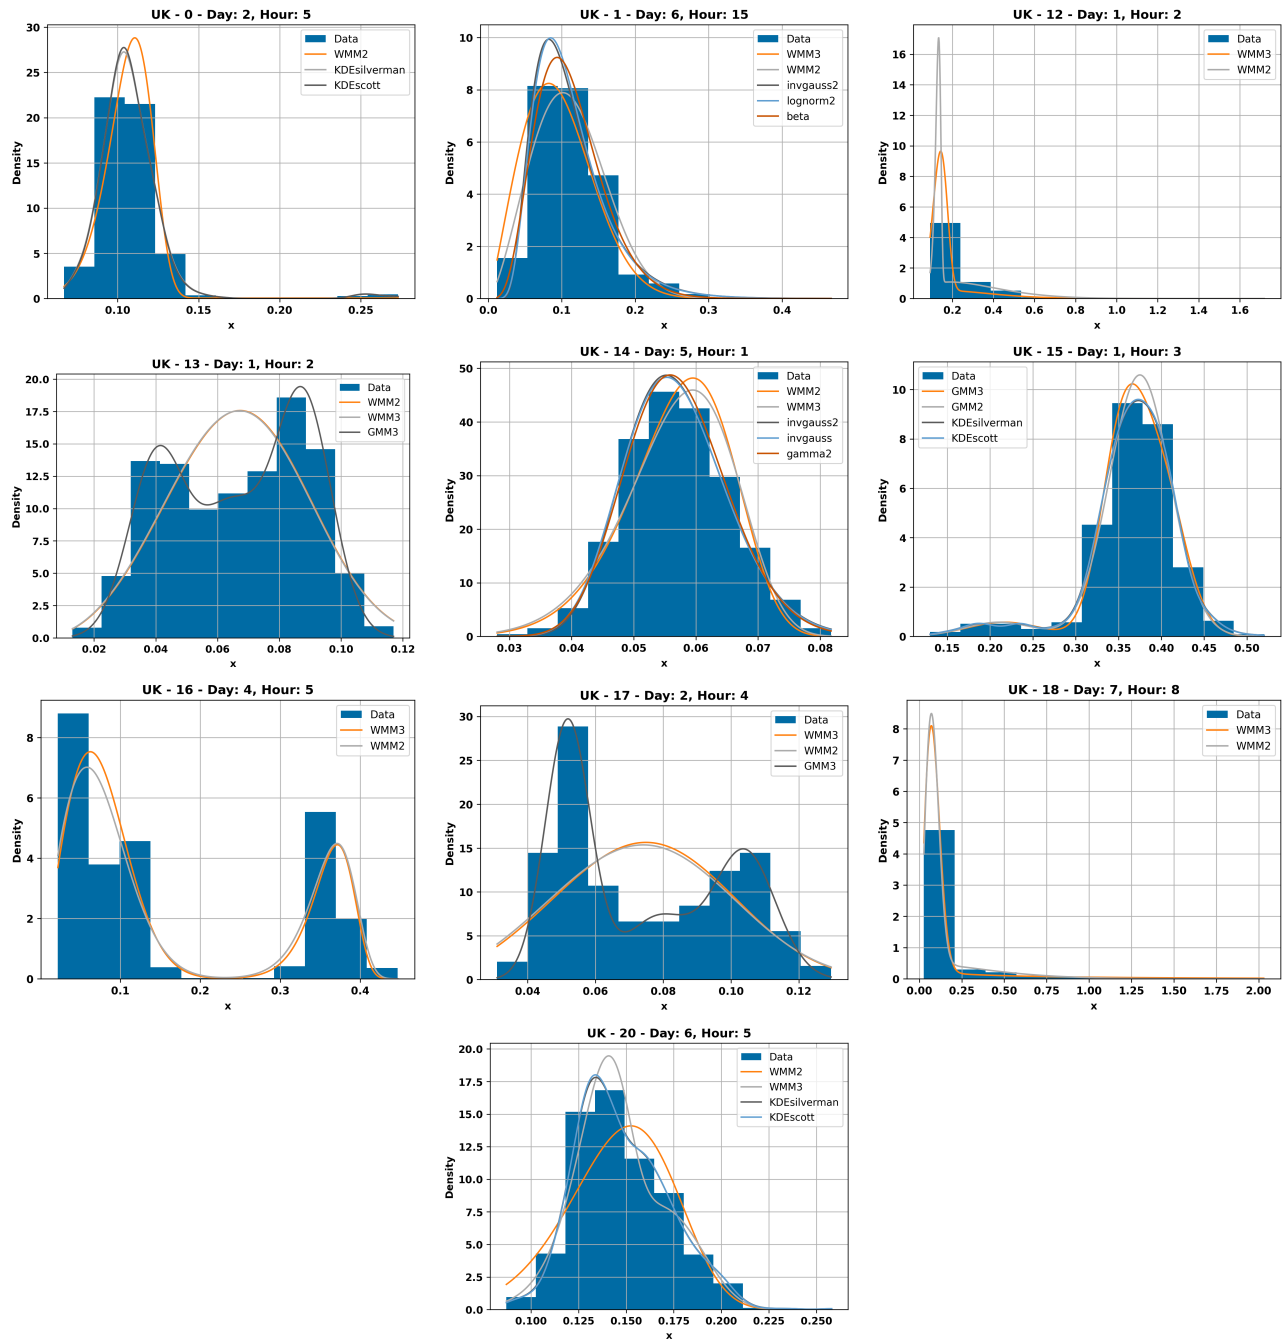 UK - 0 - Day: 2, Hour: 5
30
25
20
15
10
5
0
Density
0.10
0.15
0.20
0.25
x
Data
WMM2
KDEsilverman
KDEscott
UK - 1 - Day: 6, Hour: 15
10
8
6
4
2
0
Density
0.0
0.1
0.2
0.3
0.4
x
Data
WMM3
WMM2
invgauss2
lognorm2
beta
UK - 12 - Day: 1, Hour: 2
16
14
12
10
8
6
4
2
0
Density
0.2
0.4
0.6
0.8
1.0
1.2
1.4
1.6
x
Data
WMM3
WMM2
UK - 13 - Day: 1, Hour: 2
20.0
17.5
15.0
12.5
10.0
7.5
5.0
2.5
0.0
Density
0.02
0.04
0.06
0.08
0.10
0.12
x
Data
WMM2
WMM3
GMM3
UK - 14 - Day: 5, Hour: 1
50
40
30
20
10
0
Density
0.03
0.04
0.05
0.06
0.07
0.08
x
Data
WMM2
WMM3
invgauss2
invgauss
gamma2
UK - 15 - Day: 1, Hour: 3
10
8
6
4
2
0
Density
0.15
0.20
0.25
0.30
0.35
0.40
0.45
0.50
x
Data
GMM3
GMM2
KDEsilverman
KDEscott
UK - 16 - Day: 4, Hour: 5
8
6
4
2
0
Density
0.1
0.2
0.3
0.4
x
Data
WMM3
WMM2
UK - 17 - Day: 2, Hour: 4
30
25
20
15
10
5
0
Density
0.04
0.06
0.08
0.10
0.12
x
Data
WMM3
WMM2
GMM3
UK - 18 - Day: 7, Hour: 8
8
7
6
5
4
3
2
1
0
Density
0.00
0.25
0.50
0.75
1.00
1.25
1.50
1.75
2.00
x
Data
WMM3
WMM2
UK - 20 - Day: 6, Hour: 5
20.0
17.5
15.0
12.5
10.0
7.5
5.0
2.5
0.0
Density
0.100
0.125
0.150
0.175
0.200
0.225
0.250
x
Data
WMM2
WMM3
KDEsilverman
KDEscott